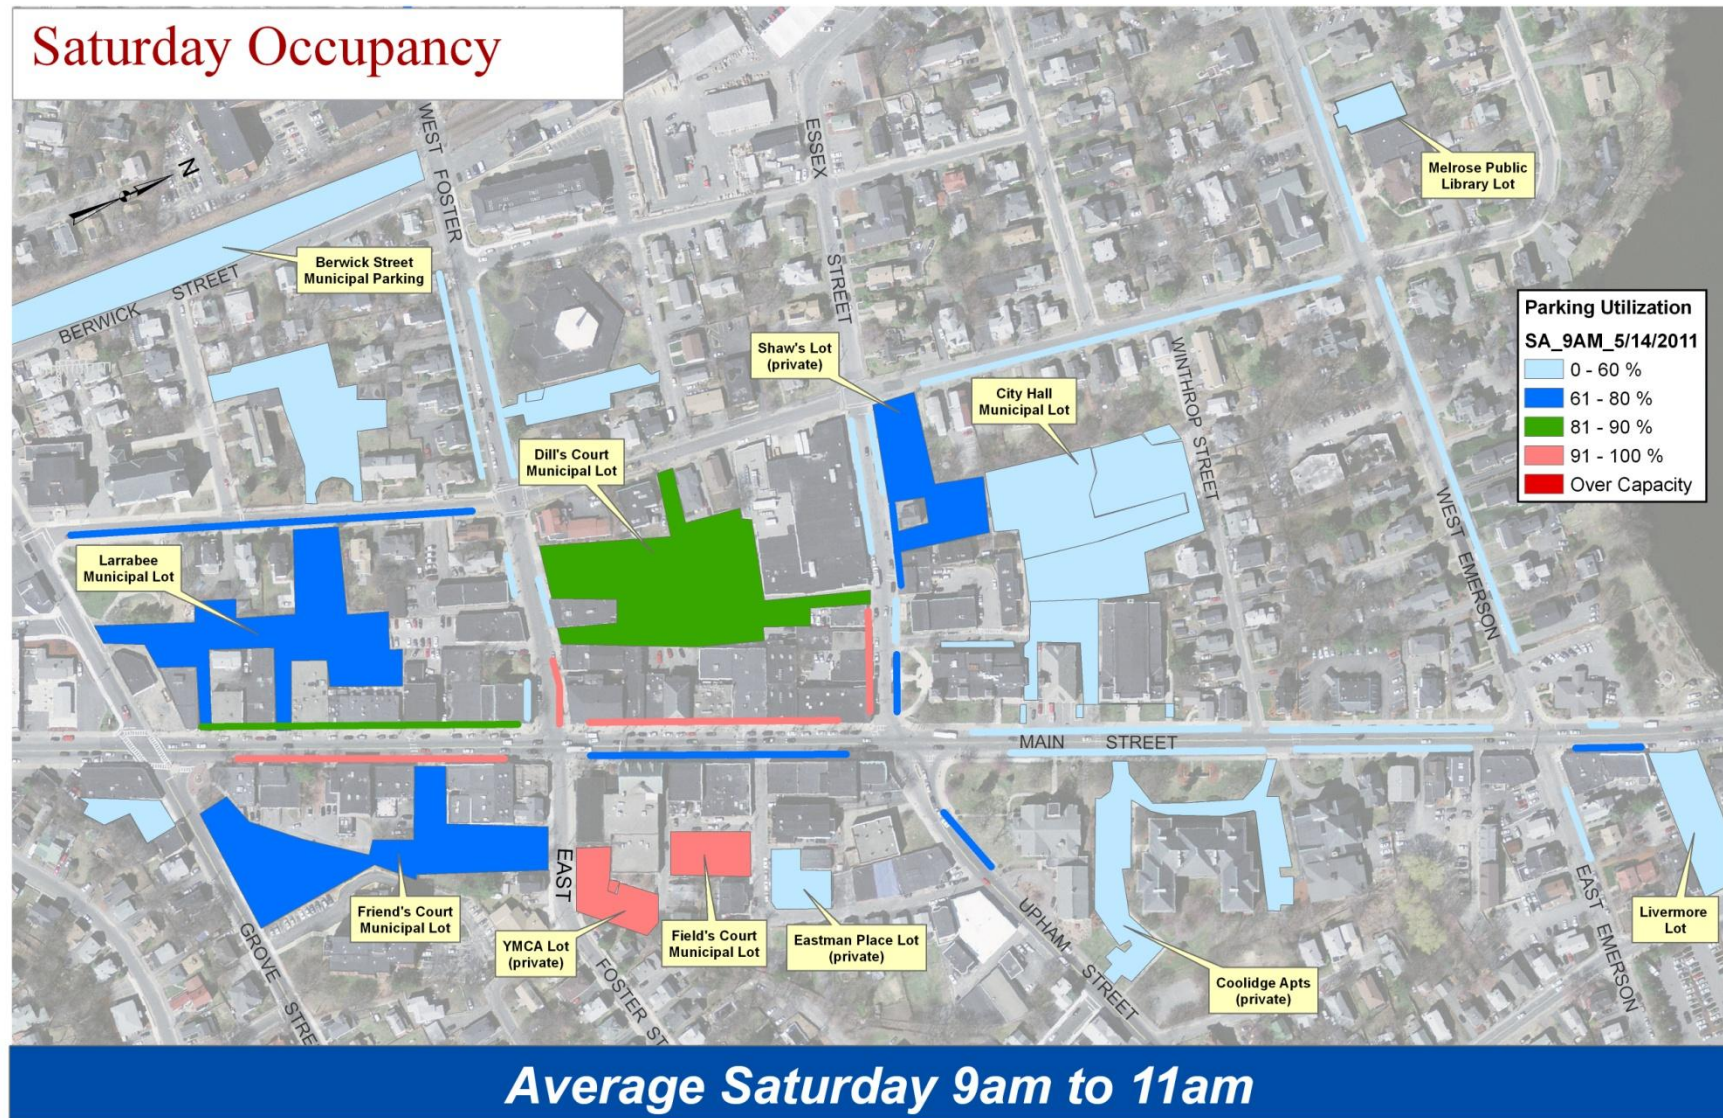 Saturday Occupancy
WEST FOSTER
ESSEX STREET
N
Melrose Public
Library Lot
Berwick Street
Municipal Parking
BERWICK STREET
Parking Utilization
SA_9AM_5/14/2011
0 - 60 %
61 - 80 %
81 - 90 %
91 - 100 %
Over Capacity
Shaw's Lot
(private)
City Hall
Municipal Lot
WINTHROP STREET
Dill's Court
Municipal Lot
WEST EMERSON
Larrabee
Municipal Lot
MAIN STREET
Friend's Court
Municipal Lot
GROVE STREE
EAST
FOSTER ST
YMCA Lot
(private)
Field's Court
Municipal Lot
Eastman Place Lot
(private)
UPHAM STREET
Coolidge Apts
(private)
EAST EMERSON
Livermore
Lot
Average Saturday 9am to 11am